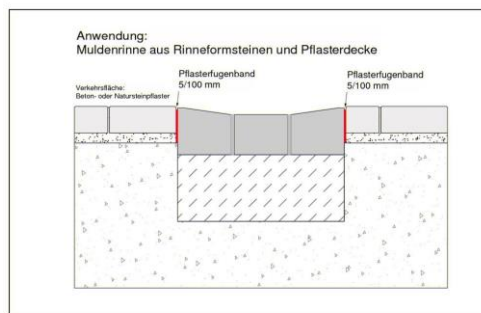 Anwendung:
Muldenrinne aus Rinneformsteinen und Pflasterdecke
Pflasterfugenband
5/100 mm
Pflasterfugenband
5/100 mm
Verkehrsfläche:
Beton- oder Natursteinpflaster